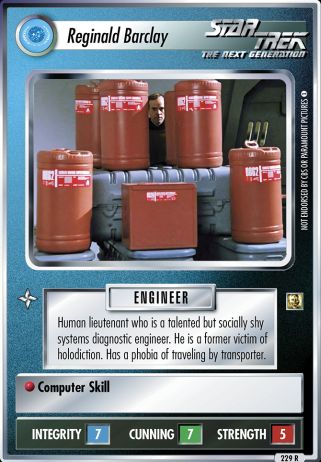 Reginald Barclay
STAR TREK
THE NEXT GENERATION
NOT ENDORSED BY CBS OR PARAMOUNT PICTURES
ENGINEER
Human lieutenant who is a talented but socially shy
systems diagnostic engineer. He is a former victim of
holodiction. Has a phobia of traveling by transporter.
Computer Skill
INTEGRITY 7 CUNNING 7 STRENGTH 5
229 R